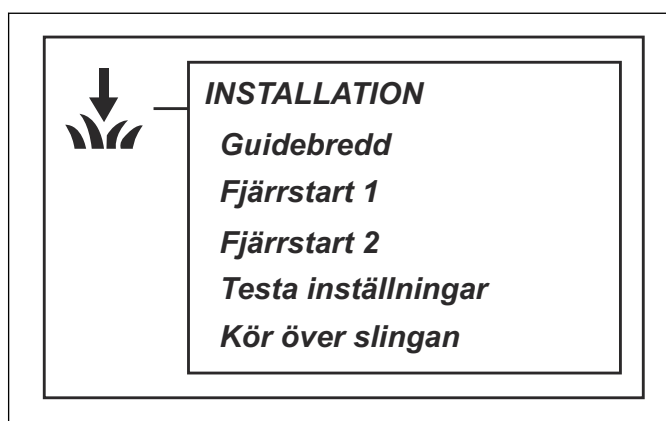 INSTALLATION
Guidebredd
Fjärrstart 1
Fjärrstart 2
Testa inställningar
Kör över slingan